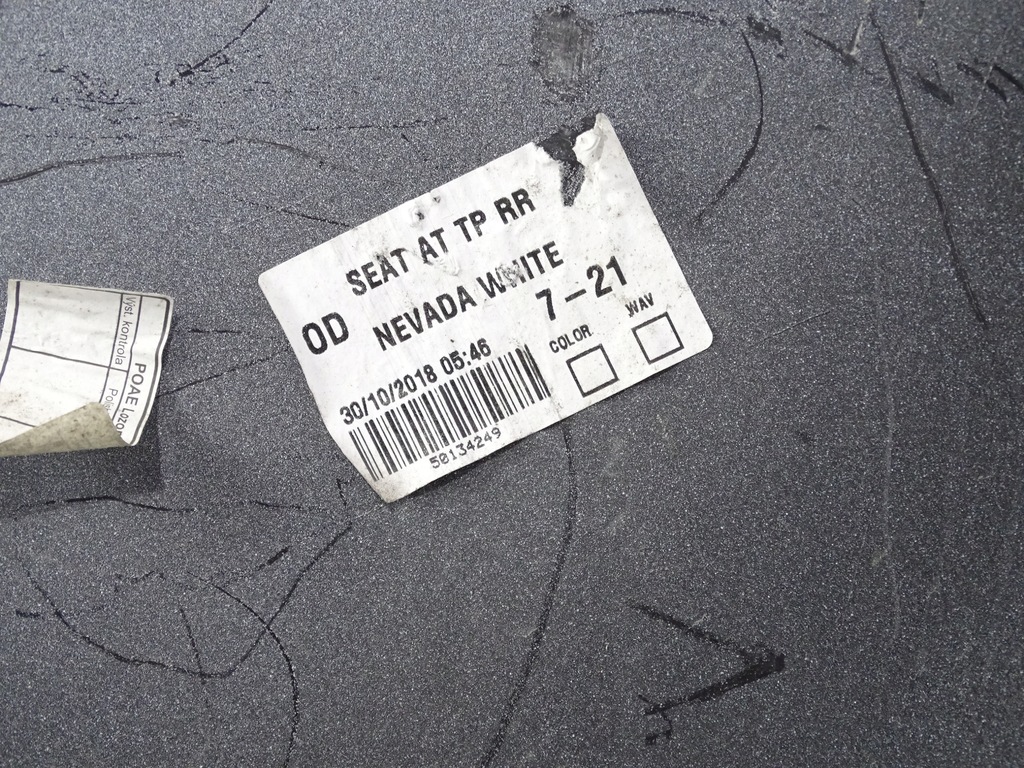 SEAT AT TP RR
OD NEVADA WHITE
7-21
30/10/2018 05:46
COLOR WAV
50134249
kontrola
POAE